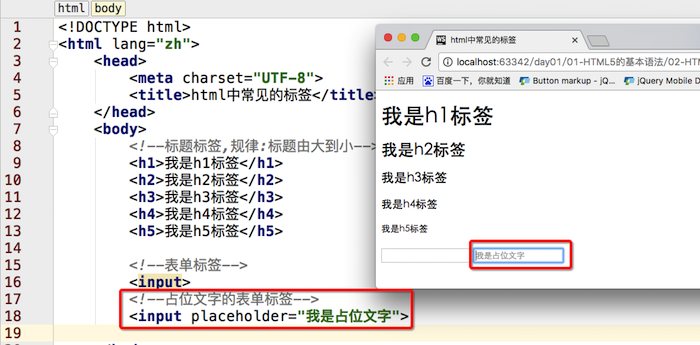 html body
1 <!DOCTYPE html>
2 <html lang="zh">
3 <head>
4 <meta charset="UTF-8">
5 <title>html中常见的标签</title>
6 </head>
7 <body>
8 <!--标题标签,规律:标题由大到小-->
9 <h1>我是h1标签</h1>
10 <h2>我是h2标签</h2>
11 <h3>我是h3标签</h3>
12 <h4>我是h4标签</h4>
13 <h5>我是h5标签</h5>
14
15 <!--表单标签-->
16 <input>
17 <!--占位文字的表单标签-->
18 <input placeholder="我是占位文字">
19
html中常见的标签
localhost:63342/day01/01-HTML5的基本语法/02-HTM
应用 百度一下，你就知道 Button markup - jQ... jQuery Mobile D
我是h1标签
我是h2标签
我是h3标签
我是h4标签
我是h5标签
我是占位文字